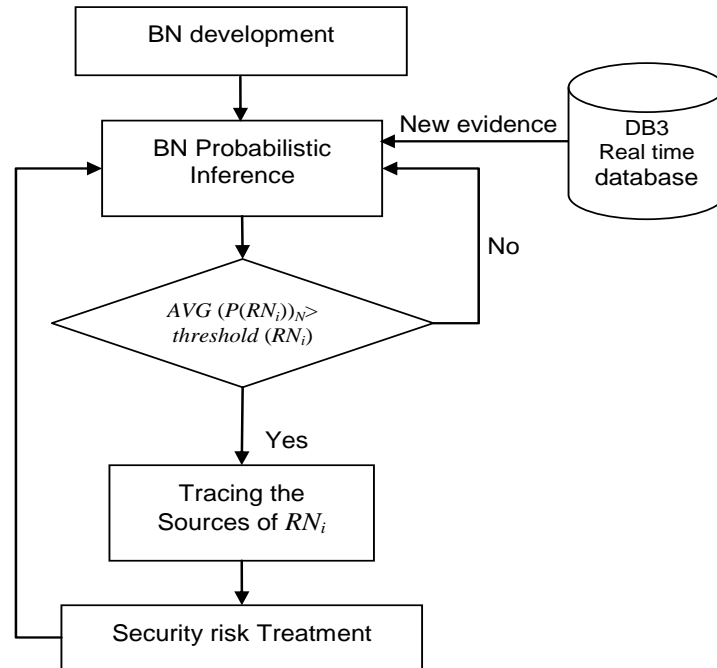 BN development
New evidence
DB3
Real time
database
BN Probabilistic
Inference
No
AVG (P(RNi))N>
threshold (RNi)
Yes
Tracing the
Sources of RNi
Security risk Treatment